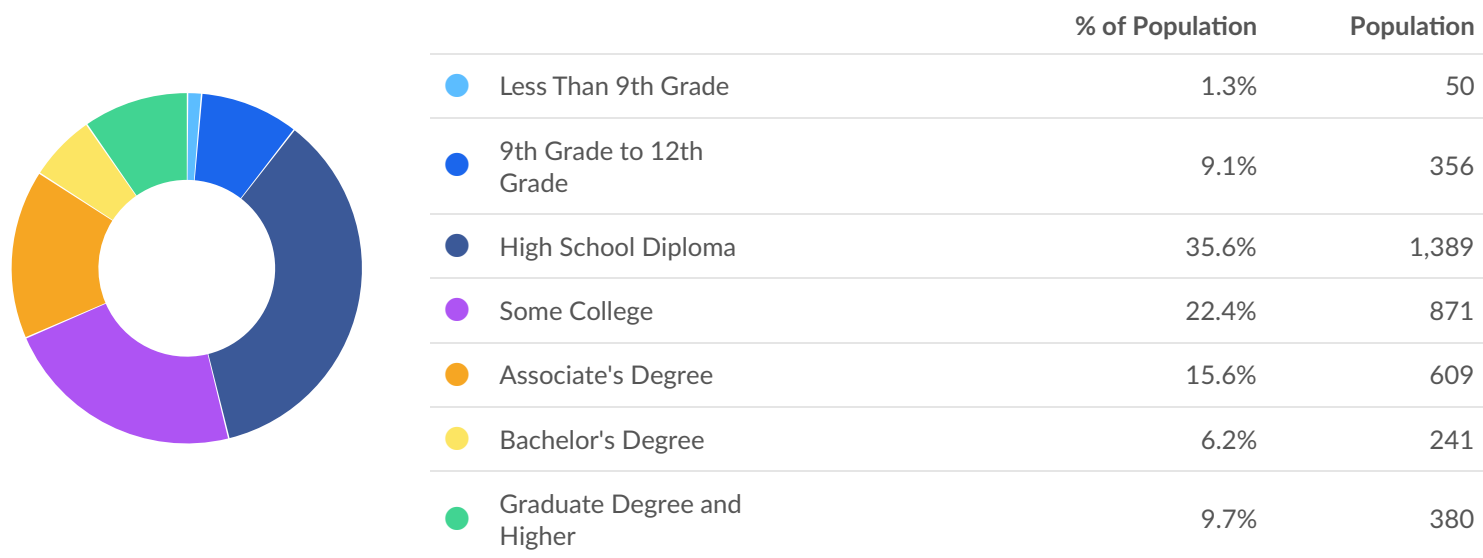 % of Population Population
Less Than 9th Grade 1.3% 50
9th Grade to 12th
Grade 9.1% 356
High School Diploma 35.6% 1,389
Some College 22.4% 871
Associate's Degree 15.6% 609
Bachelor's Degree 6.2% 241
Graduate Degree and
Higher 9.7% 380